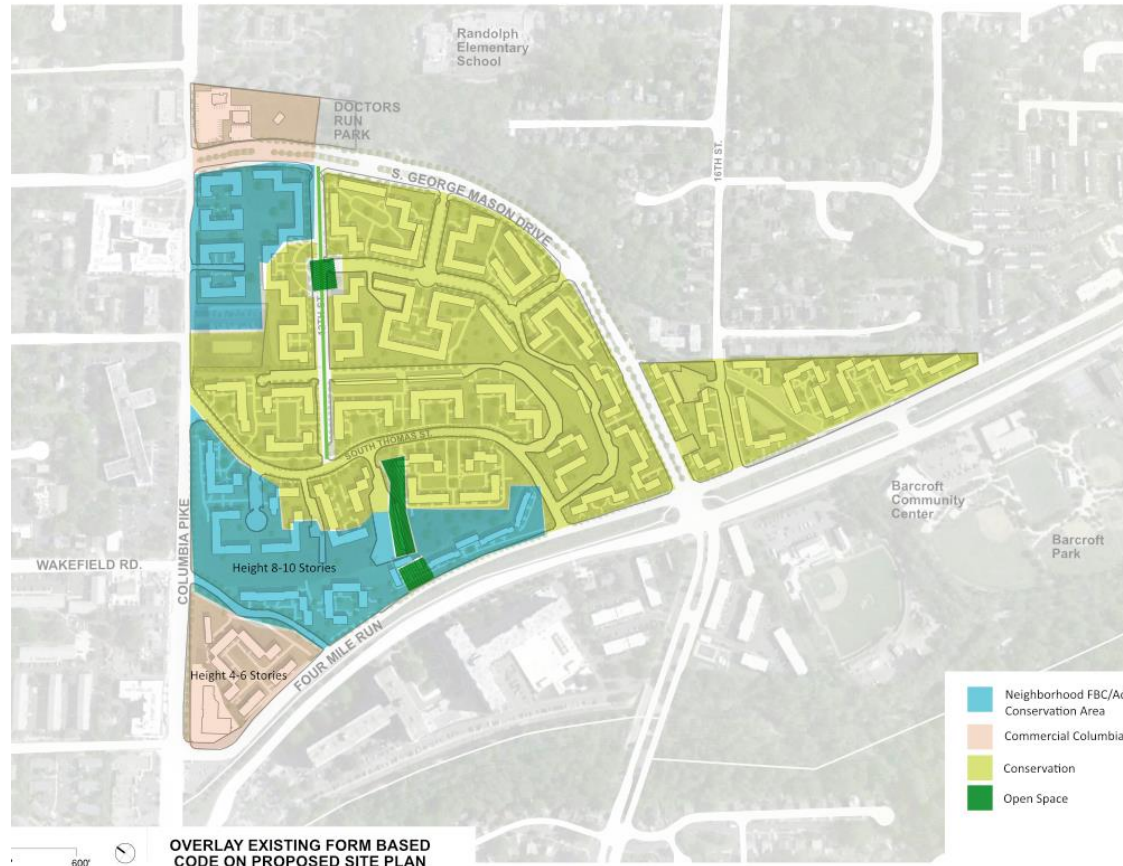 Randolph
Elementary
School
DOCTORS
RUN
PARK
S. GEORGE MASON DRIVE
16TH ST.
SOUTH THOMAS ST.
COLUMBIA PIKE
WAKEFIELD RD.
Height 8-10 Stories
Height 4-6 Stories
FOUR MILE RUN
Barcroft
Community
Center
Barcroft
Park
Neighborhood FBC/Ac
Conservation Area
Commercial Columbia
Conservation
Open Space
600'
OVERLAY EXISTING FORM BASED
CODE ON PROPOSED SITE PLAN